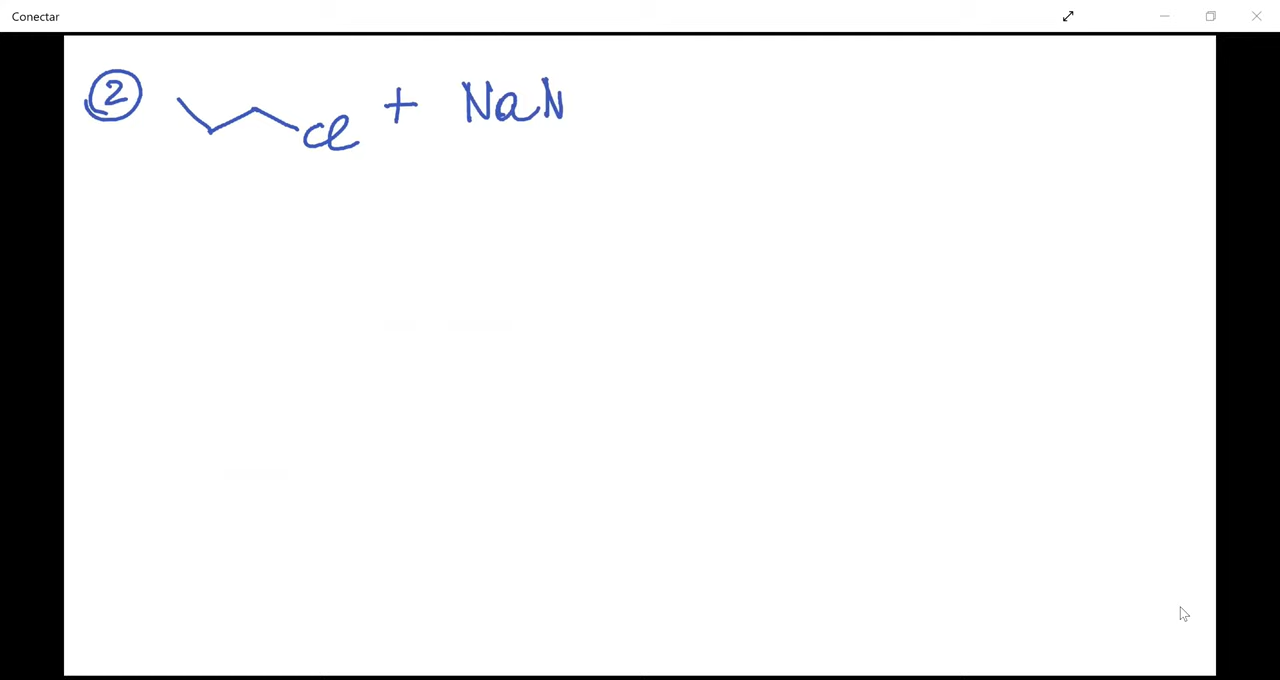 Conectar
② Cl + NaN